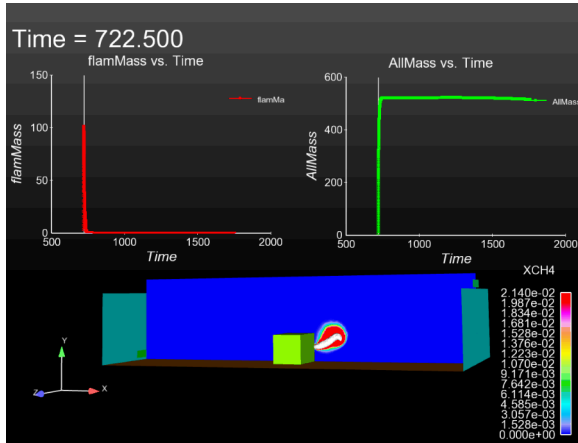 Time = 722.500
flamMass vs. Time
150
100
50
0
flamMass
500
1000
1500
2000
Time
flamMa
AllMass vs. Time
600
400
200
0
AllMass
500
1000
1500
2000
Time
AllMass
XCH4
2.140e-02
1.987e-02
1.834e-02
1.681e-02
1.528e-02
1.376e-02
1.223e-02
1.070e-02
9.171e-03
7.642e-03
6.114e-03
4.585e-03
3.057e-03
1.528e-03
0.000e+00
Y
Z
X